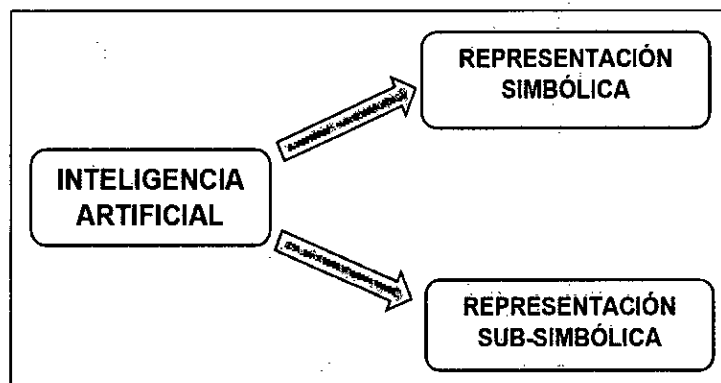 REPRESENTACIÓN
SIMBÓLICA
INTELIGENCIA
ARTIFICIAL
REPRESENTACIÓN
SUB-SIMBÓLICA